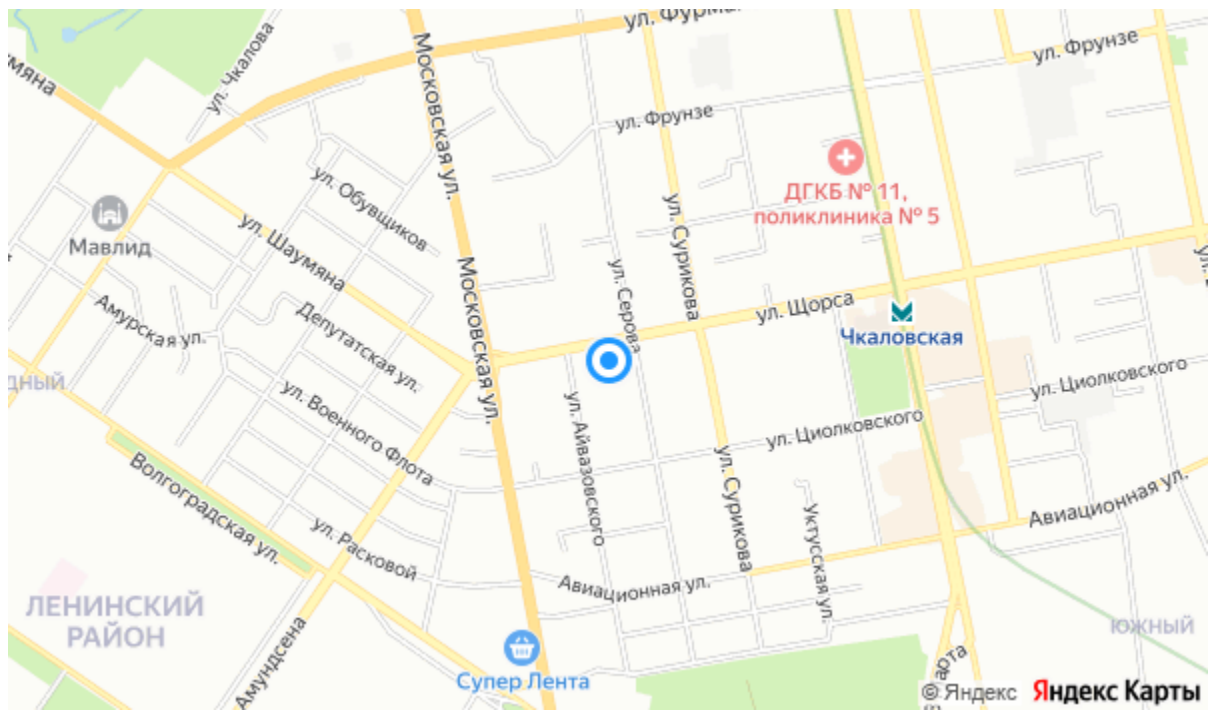 ул. Фурма
ул. Фрунзе
УМЯНА
ул. Чкалова
Московская ул.
ул. Фрунзе
ДГКБ № 11,
поликлиника № 5
ул. Обувщиков
ул. Сурикова
Мавлид
ул. Шаумяна
Московская ул.
ул. Серова
ул. Щорса
Амурская ул.
Депутатская ул.
Чкаловская
ДНЫЙ
ул. Военного Флота
ул. Айвазовского
ул. Циолковского
ул. Циолковского
Волгоградская ул.
ул. Сурикова
Уктусская ул.
Авиационная ул.
ул. Расковой
Авиационная ул.
ЛЕНИНСКИЙ
РАЙОН
Амундсена
ЮЖНЫЙ
Супер Лента
© Яндекс Яндекс Карты